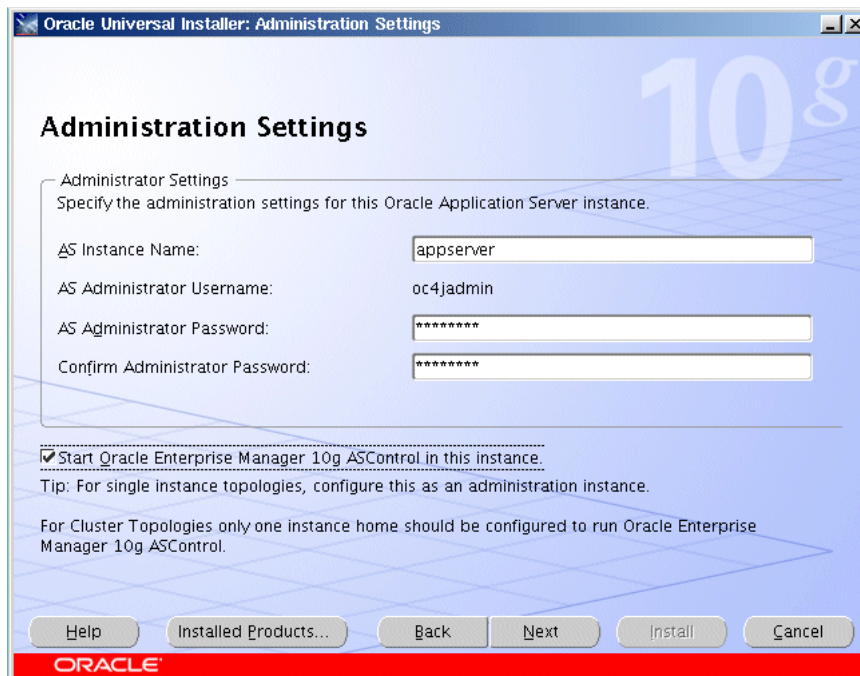 Oracle Universal Installer: Administration Settings
10g
Administration Settings
Administrator Settings
Specify the administration settings for this Oracle Application Server instance.
AS Instance Name: appserver
AS Administrator Username: oc4jadmin
AS Administrator Password: ********
Confirm Administrator Password: ********
Start Oracle Enterprise Manager 10g ASControl in this instance.
Tip: For single instance topologies, configure this as an administration instance.
For Cluster Topologies only one instance home should be configured to run Oracle Enterprise
Manager 10g ASControl.
Help Installed Products... Back Next Install Cancel
ORACLE